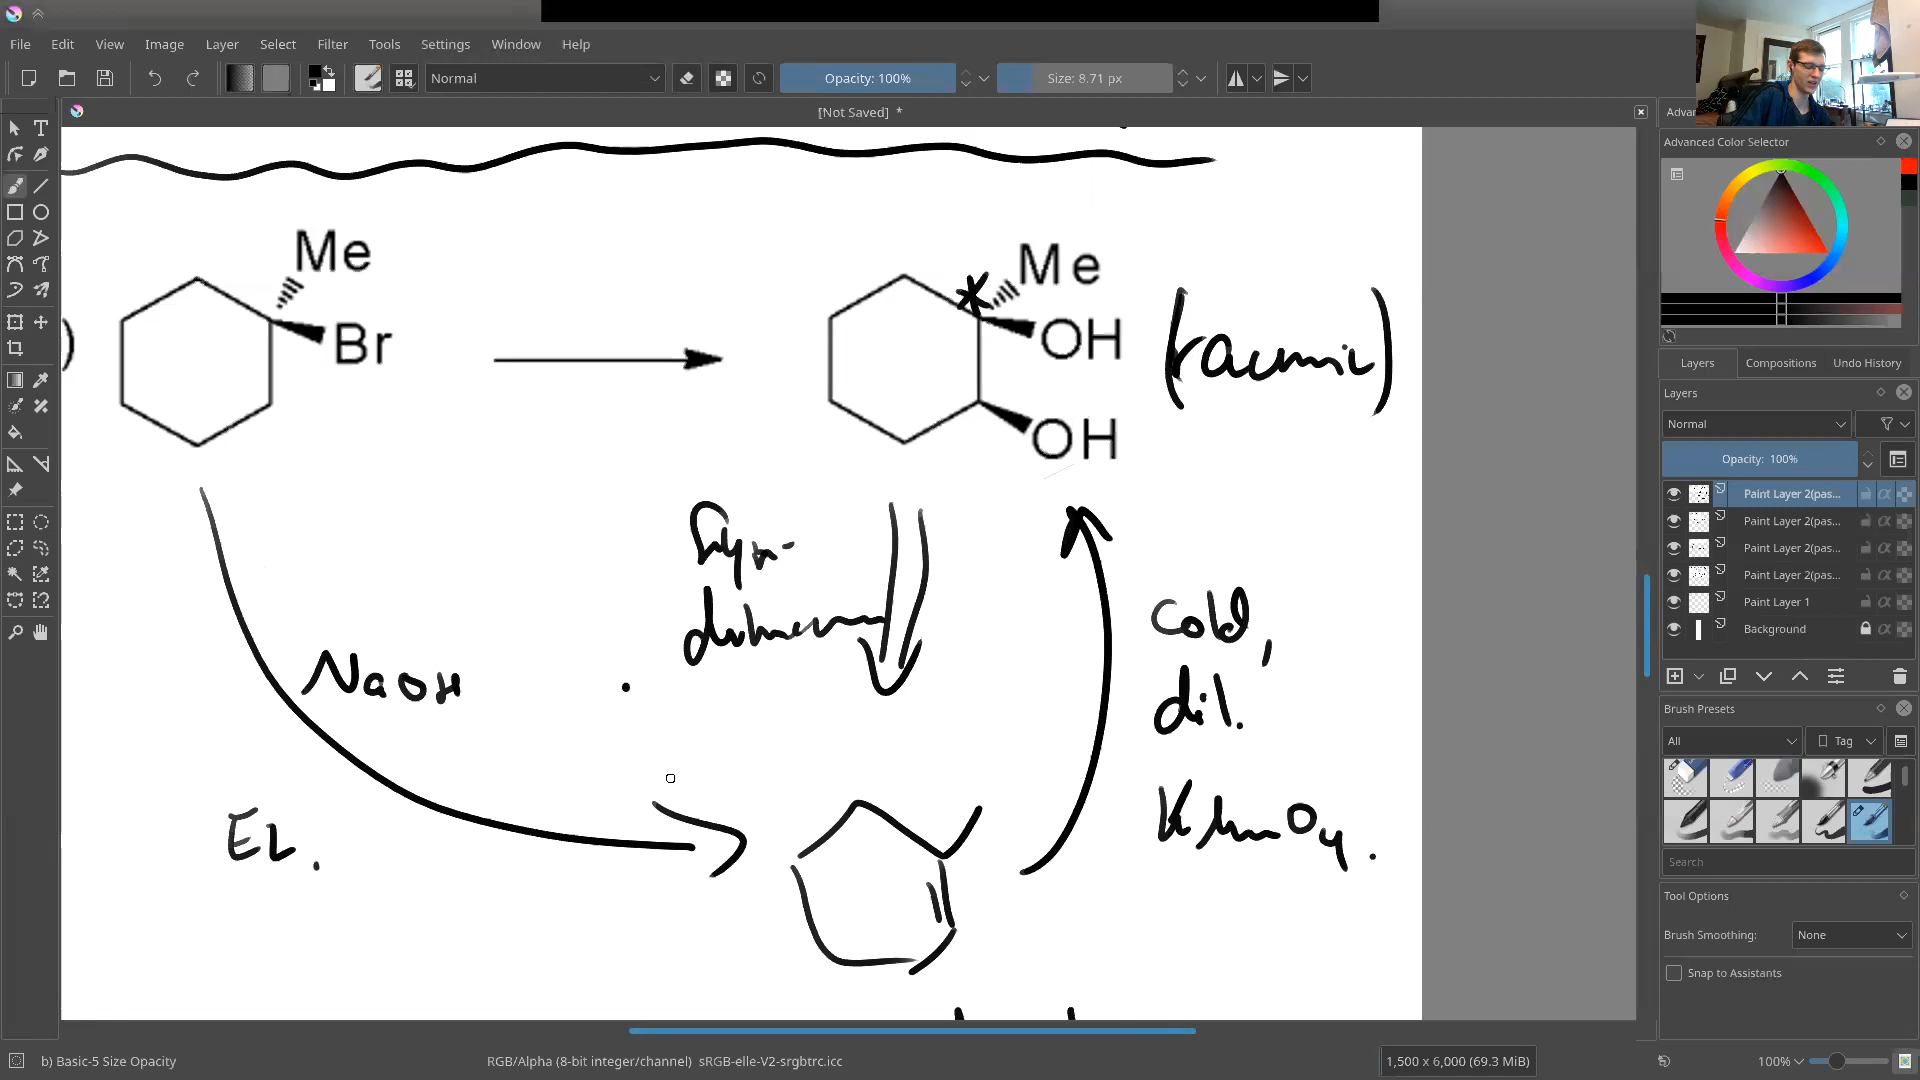 File Edit View Image Layer Select Filter Tools Settings Window Help
Normal Opacity: 100% Size: 8.71 px
[Not Saved] *
Advanced Color Selector
Layers Compositions Undo History
Layers
Normal
Opacity: 100%
Paint Layer 2(pas...
Paint Layer 2(pas...
Paint Layer 2(pas...
Paint Layer 2(pas...
Paint Layer 1
Background
Brush Presets
All Tag
Search
Tool Options
Brush Smoothing: None
Snap to Assistants
Me
Br
)
Me
OH
OH
(racemic)
Syn-
NaOH
E2.
Cold,
dil.
KMnO4.
b) Basic-5 Size Opacity
RGB/Alpha (8-bit integer/channel) sRGB-elle-V2-srgbtrc.icc
1,500 x 6,000 (69.3 MiB)
100%